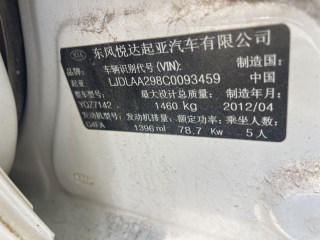 KIA 东风悦达起亚汽车有限公司
品牌: 车辆识别代号(VIN): 制造国:
起亚 LJDLAA298C0093459 中国
整车型号: 最大设计总质量: 制造年月:
YQZ7142 1460 kg 2012/04
发动机型号: 发动机排量: 额定功率: 乘坐人数:
G4FA 1396 ml 78.7 Kw 5 人